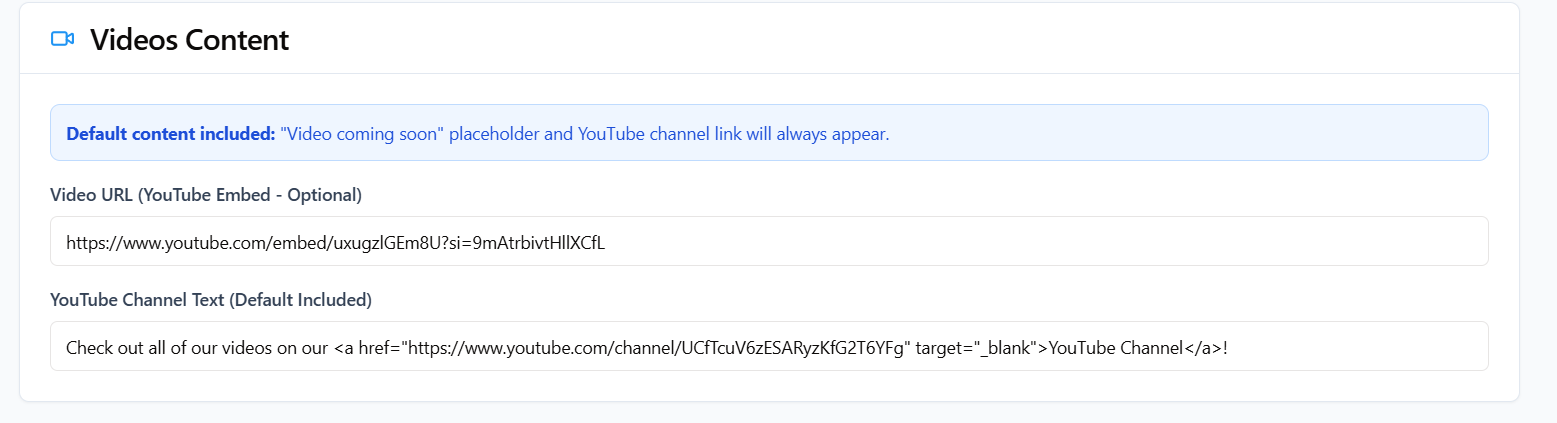 Videos Content
Default content included: "Video coming soon" placeholder and YouTube channel link will always appear.
Video URL (YouTube Embed - Optional)
https://www.youtube.com/embed/uxugzlGEm8U?si=9mAtrbivtHllXCfL
YouTube Channel Text (Default Included)
Check out all of our videos on our <a href="https://www.youtube.com/channel/UCfTcuV6zESARyzKfG2T6YFg" target="_blank">YouTube Channel</a>!